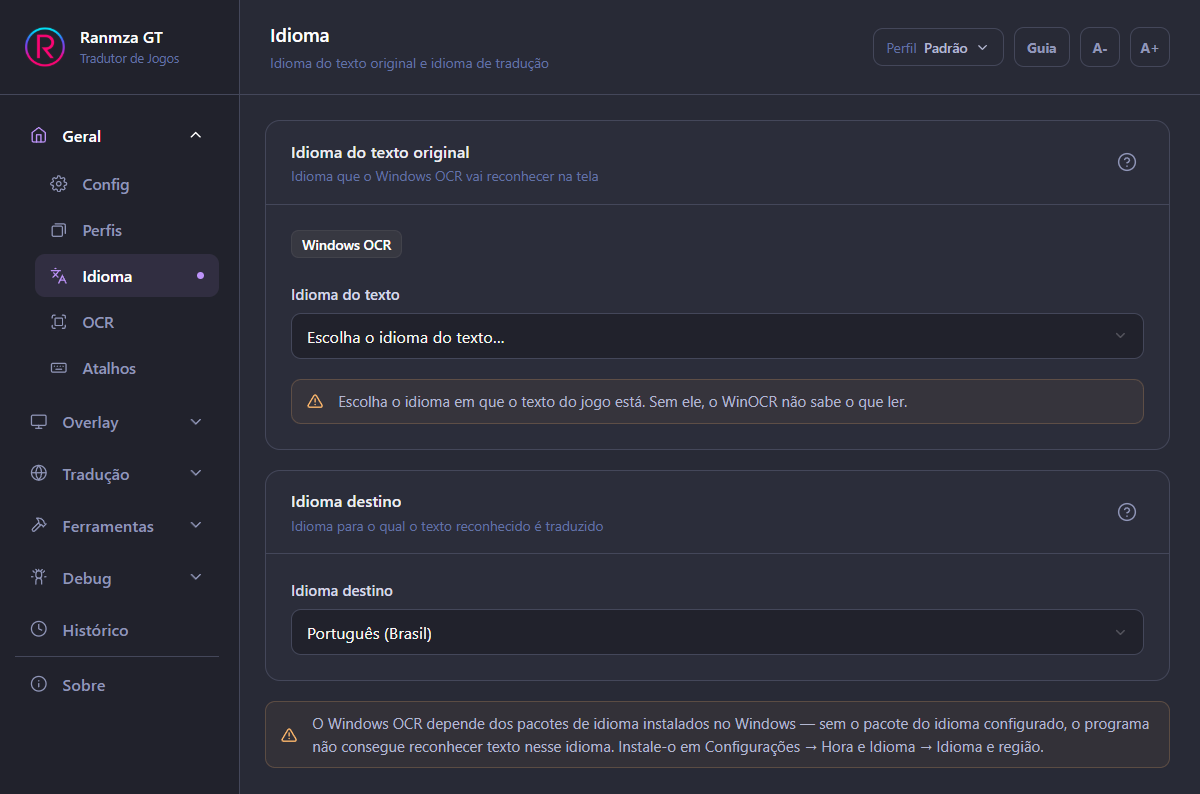 Ranmza GT
Tradutor de Jogos
Geral
Config
Perfis
Idioma
OCR
Atalhos
Overlay
Tradução
Ferramentas
Debug
Histórico
Sobre
Idioma
Idioma do texto original e idioma de tradução
Perfil Padrão
Guia
A-
A+
Idioma do texto original
Idioma que o Windows OCR vai reconhecer na tela
Windows OCR
Idioma do texto
Escolha o idioma do texto...
Escolha o idioma em que o texto do jogo está. Sem ele, o WinOCR não sabe o que ler.
Idioma destino
Idioma para o qual o texto reconhecido é traduzido
Idioma destino
Português (Brasil)
O Windows OCR depende dos pacotes de idioma instalados no Windows — sem o pacote do idioma configurado, o programa
não consegue reconhecer texto nesse idioma. Instale-o em Configurações → Hora e Idioma → Idioma e região.